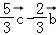 5/3 c⃗ - 2/3 b⃗